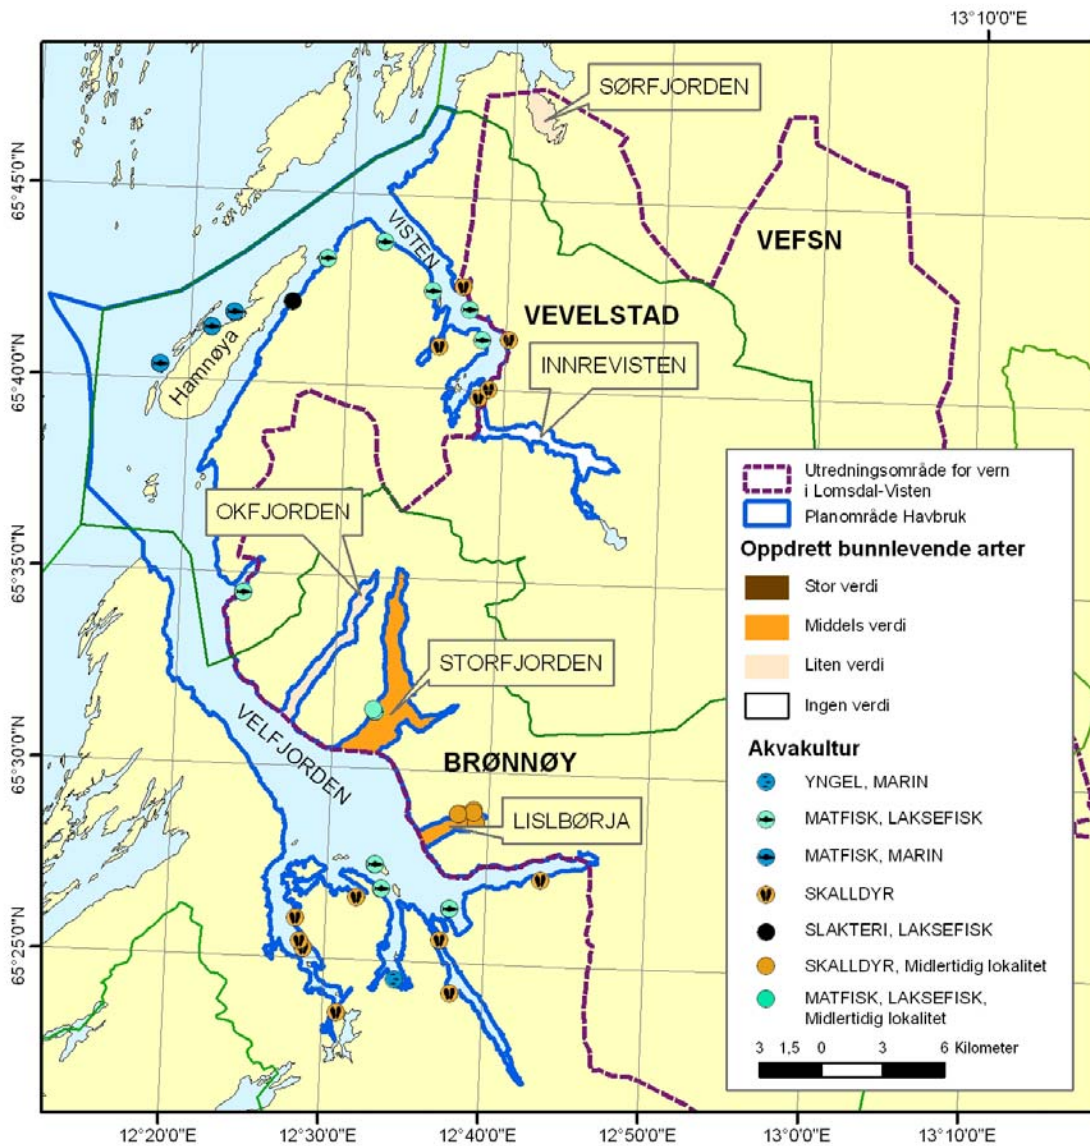 13°10'0"E
SØRFJORDEN
65°45'0"N
VISTEN
VEFSN
VEVELSTAD
INNREVISTEN
65°40'0"N
Hamnøya
OKFJORDEN
65°35'0"N
STORFJORDEN
VELFJORDEN
65°30'0"N
BRØNNØY
LISLBØRJA
65°25'0"N
Utredningsområde for vern
i Lomsdal-Visten
Planområde Havbruk
Oppdrett bunnlevende arter
Stor verdi
Middels verdi
Liten verdi
Ingen verdi
Akvakultur
YNGEL, MARIN
MATFISK, LAKSEFISK
MATFISK, MARIN
SKALLDYR
SLAKTERI, LAKSEFISK
SKALLDYR, Midlertidig lokalitet
MATFISK, LAKSEFISK,
Midlertidig lokalitet
3 1,5 0 3 6 Kilometer
12°20'0"E 12°30'0"E 12°40'0"E 12°50'0"E 13°0'0"E 13°10'0"E